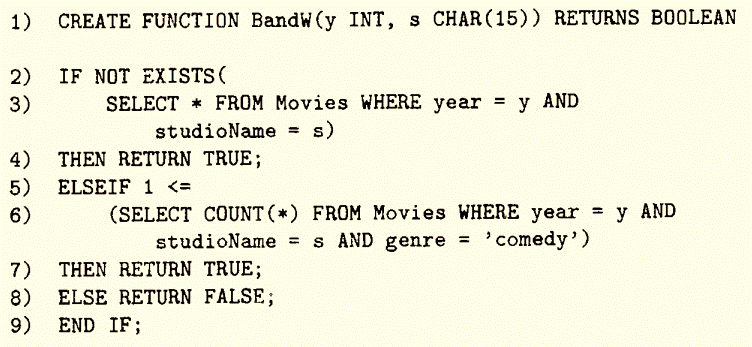 1) CREATE FUNCTION BandW(y INT, s CHAR(15)) RETURNS BOOLEAN
2) IF NOT EXISTS(
3) SELECT * FROM Movies WHERE year = y AND
studioName = s)
4) THEN RETURN TRUE;
5) ELSEIF 1 <=
6) (SELECT COUNT(*) FROM Movies WHERE year = y AND
studioName = s AND genre = 'comedy')
7) THEN RETURN TRUE;
8) ELSE RETURN FALSE;
9) END IF;